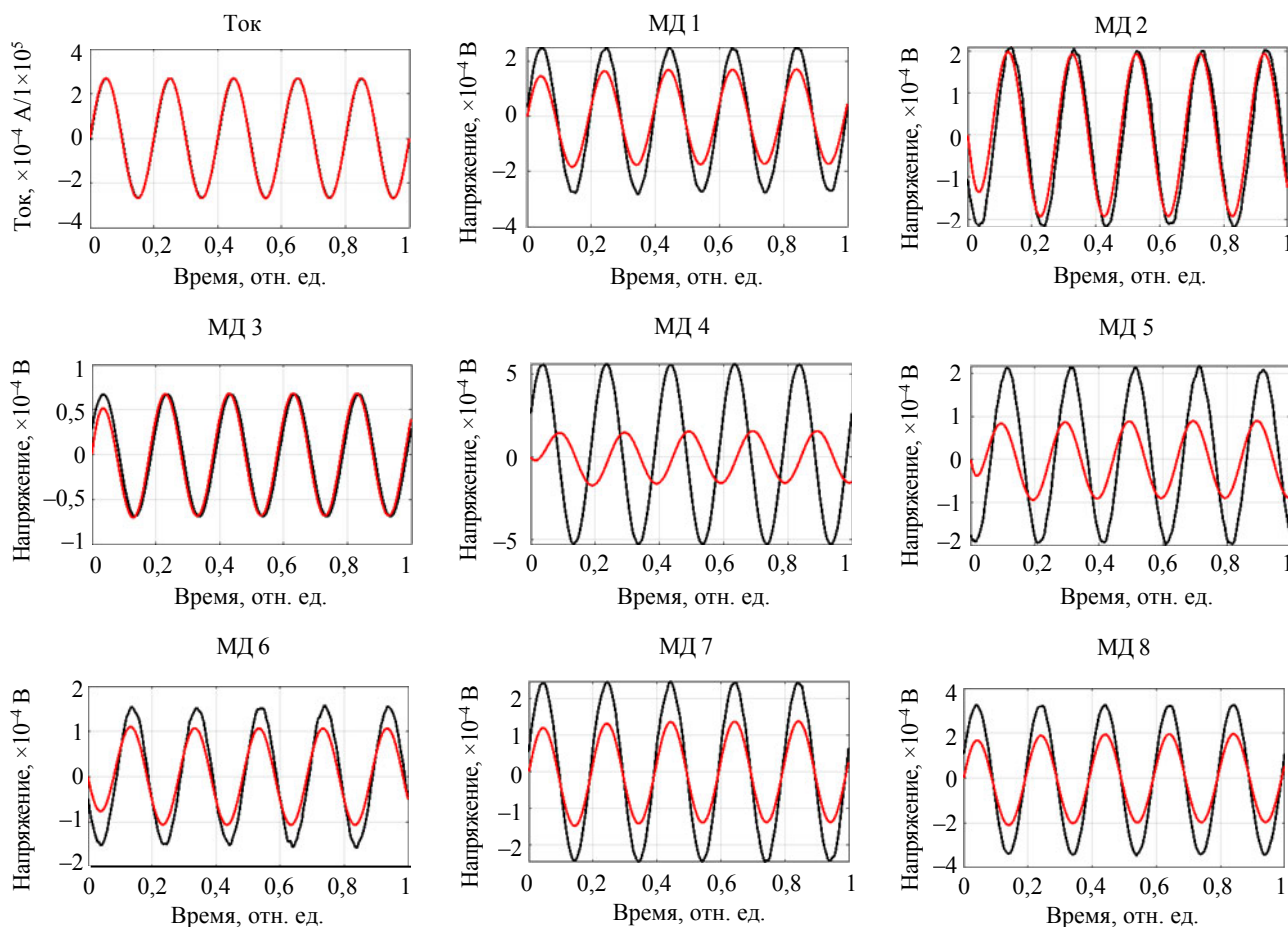 Ток
МД 1
МД 2
Ток, ×10⁻⁴ А/1×10⁵
4
2
0
–2
–4
0 0,2 0,4 0,6 0,8 1
Время, отн. ед.
Напряжение, ×10⁻⁴ В
2
0
–2
–4
0 0,2 0,4 0,6 0,8 1
Время, отн. ед.
Напряжение, ×10⁻⁴ В
2
1
0
–1
–2
0 0,2 0,4 0,6 0,8 1
Время, отн. ед.
МД 3
МД 4
МД 5
Напряжение, ×10⁻⁴ В
1
0,5
0
–0,5
–1
0 0,2 0,4 0,6 0,8 1
Время, отн. ед.
Напряжение, ×10⁻⁴ В
5
0
–5
0 0,2 0,4 0,6 0,8 1
Время, отн. ед.
Напряжение, ×10⁻⁴ В
2
1
0
–1
–2
0 0,2 0,4 0,6 0,8 1
Время, отн. ед.
МД 6
МД 7
МД 8
Напряжение, ×10⁻⁴ В
2
1
0
–1
–2
0 0,2 0,4 0,6 0,8 1
Время, отн. ед.
Напряжение, ×10⁻⁴ В
2
1
0
–1
–2
0 0,2 0,4 0,6 0,8 1
Время, отн. ед.
Напряжение, ×10⁻⁴ В
4
2
0
–2
–4
0 0,2 0,4 0,6 0,8 1
Время, отн. ед.